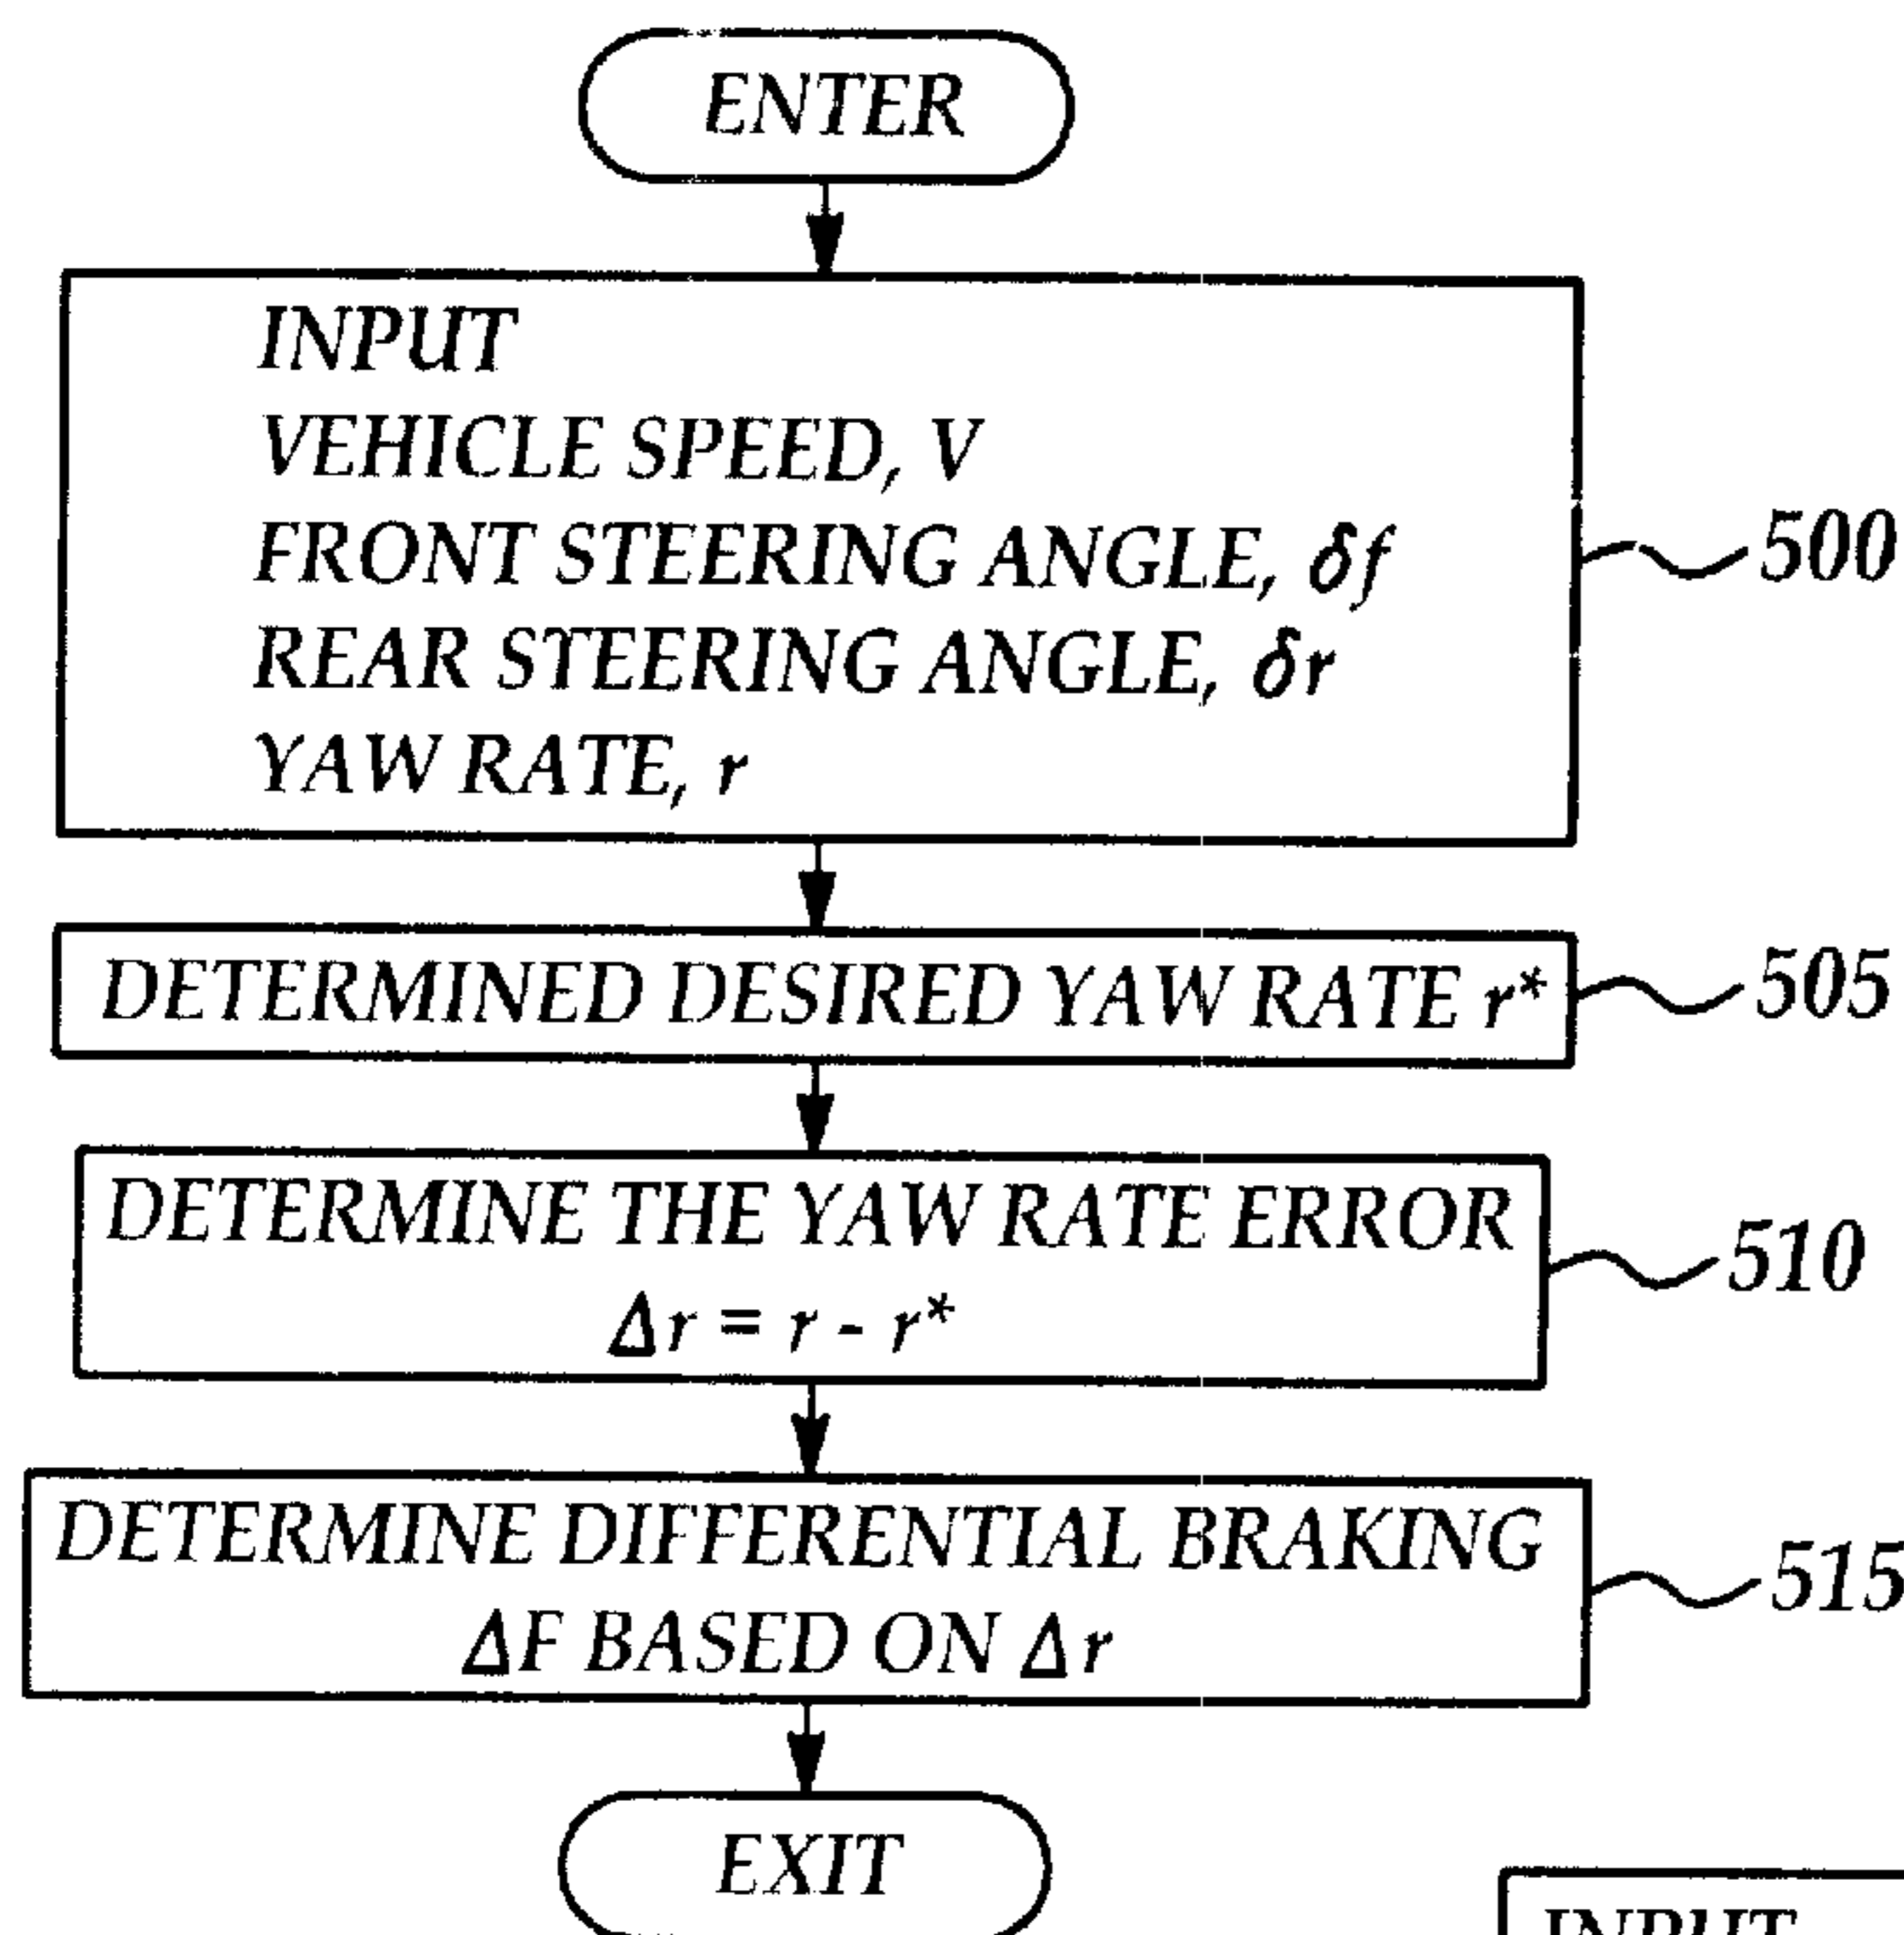 ENTER
INPUT
VEHICLE SPEED, V
FRONT STEERING ANGLE, δf
REAR STEERING ANGLE, δr
YAW RATE, r
500
DETERMINED DESIRED YAW RATE r*
505
DETERMINE THE YAW RATE ERROR
Δr = r - r*
510
DETERMINE DIFFERENTIAL BRAKING
ΔF BASED ON Δr
515
EXIT
INPUT